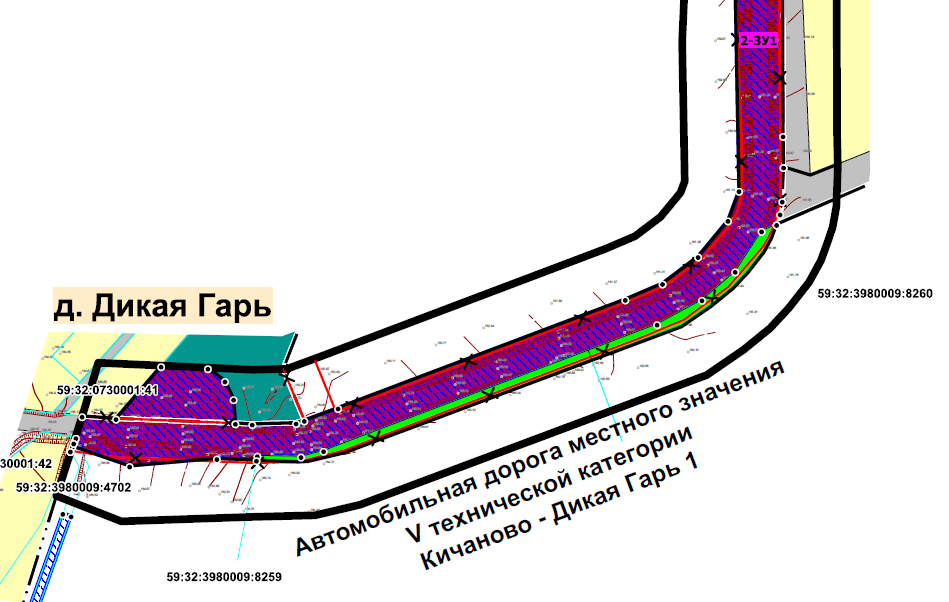 2-ЗУ1
59:32:3980009:8260
д. Дикая Гарь
59:32:0730001:41
30001:42
59:32:3980009:4702
Автомобильная дорога местного значения
V технической категории
Кичаново - Дикая Гарь 1
59:32:3980009:8259